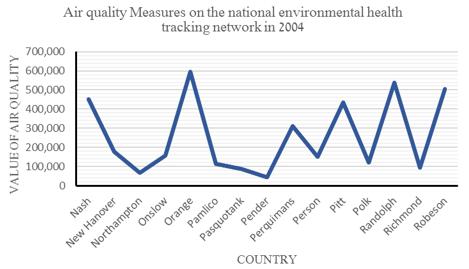 Air quality Measures on the national environmental health
tracking network in 2004
VALUE OF AIR QUALITY
700,000
600,000
500,000
400,000
300,000
200,000
100,000
0
Nash
New Hanover
Northampton
Onslow
Orange
Pamlico
Pasquotank
Pender
Perquimans
Person
Pitt
Polk
Randolph
Richmond
Robeson
COUNTRY